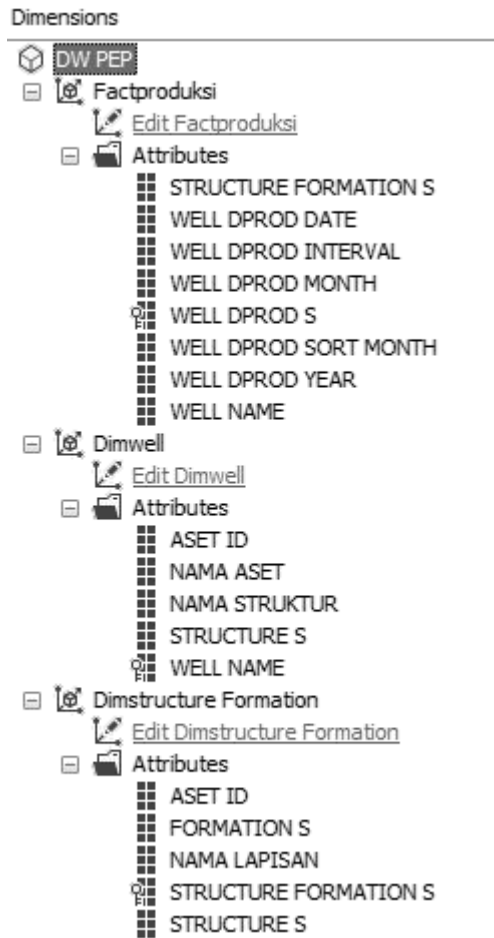 Dimensions
DW PEP
Factproduksi
Edit Factproduksi
Attributes
STRUCTURE FORMATION S
WELL DPROD DATE
WELL DPROD INTERVAL
WELL DPROD MONTH
WELL DPROD S
WELL DPROD SORT MONTH
WELL DPROD YEAR
WELL NAME
Dimwell
Edit Dimwell
Attributes
ASET ID
NAMA ASET
NAMA STRUKTUR
STRUCTURE S
WELL NAME
Dimstructure Formation
Edit Dimstructure Formation
Attributes
ASET ID
FORMATION S
NAMA LAPISAN
STRUCTURE FORMATION S
STRUCTURE S